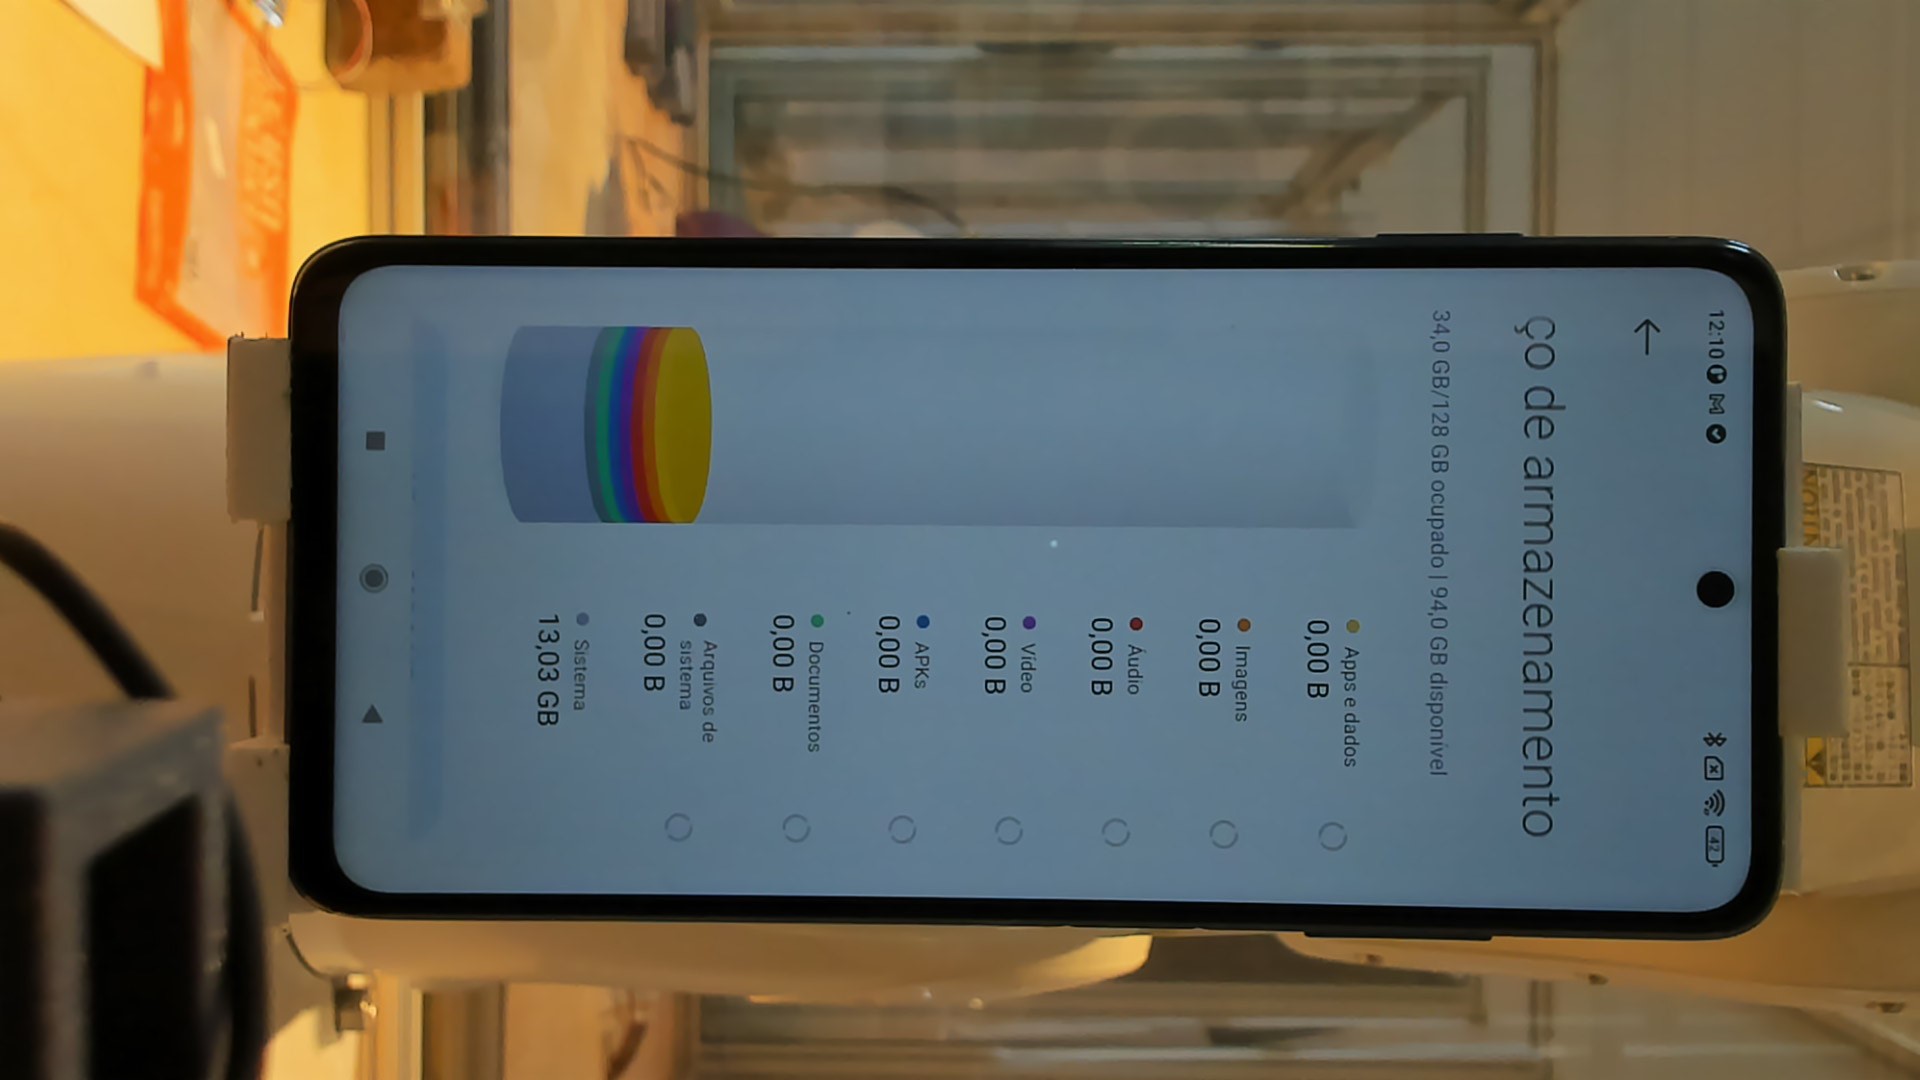 12:10
42
ço de armazenamento
34,0 GB/128 GB ocupado | 94,0 GB disponível
Apps e dados
0,00 B
Imagens
0,00 B
Áudio
0,00 B
Vídeo
0,00 B
APKs
0,00 B
Documentos
0,00 B
Arquivos de
sistema
0,00 B
Sistema
13,03 GB